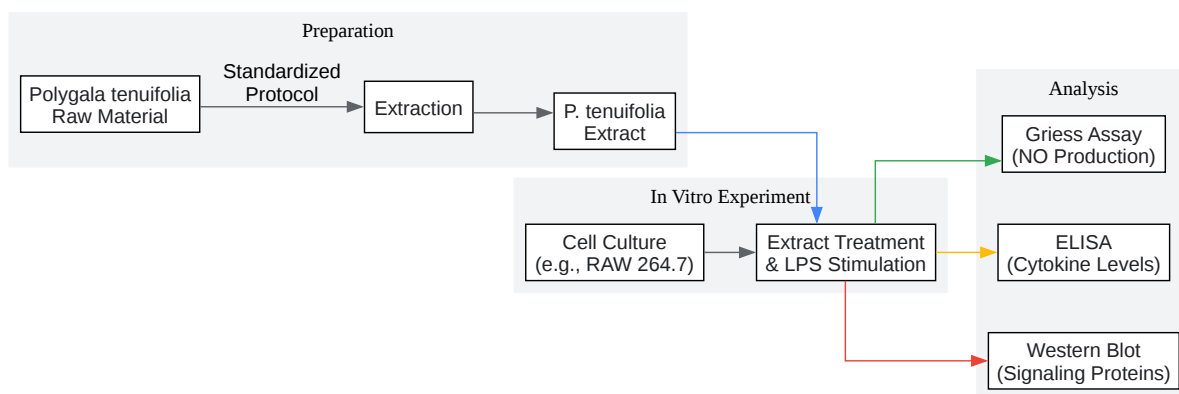 Preparation
Polygala tenuifolia
Raw Material
Standardized
Protocol
Extraction
P. tenuifolia
Extract
In Vitro Experiment
Cell Culture
(e.g., RAW 264.7)
Extract Treatment
& LPS Stimulation
Analysis
Griess Assay
(NO Production)
ELISA
(Cytokine Levels)
Western Blot
(Signaling Proteins)